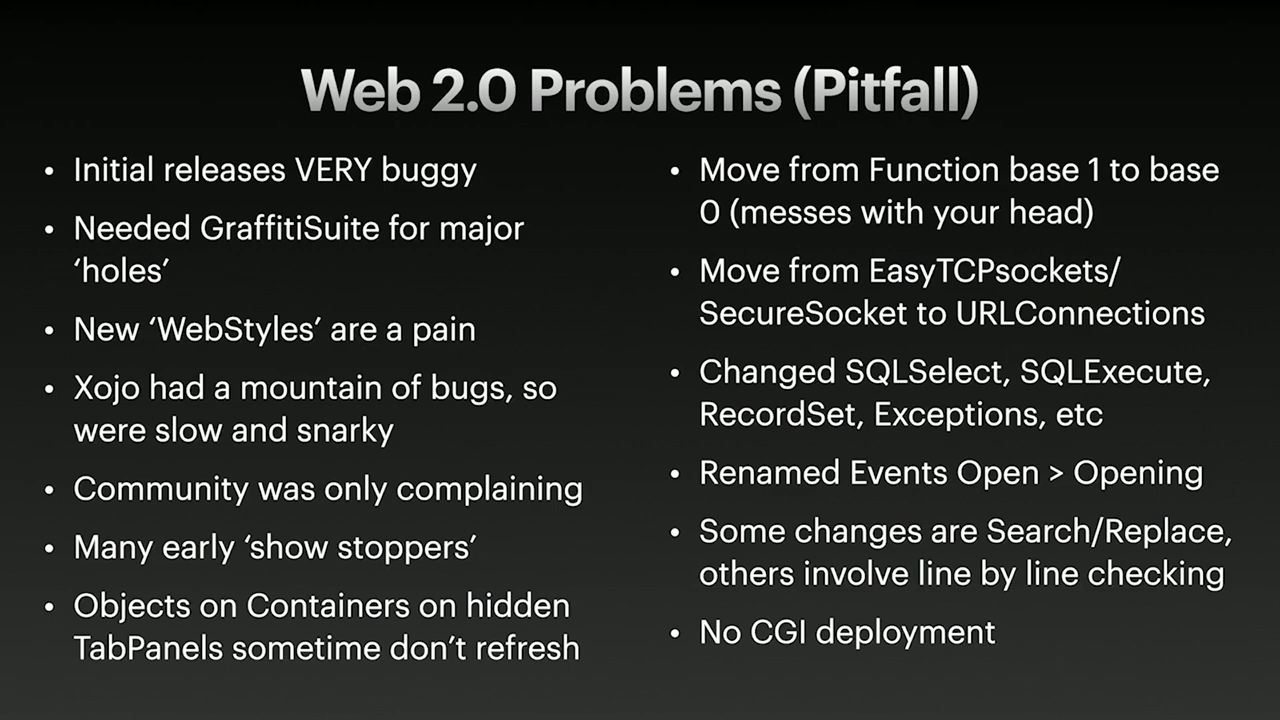 Web 2.0 Problems (Pitfall)
• Initial releases VERY buggy
• Needed GraffitiSuite for major
‘holes’
• New ‘WebStyles’ are a pain
• Xojo had a mountain of bugs, so
were slow and snarky
• Community was only complaining
• Many early ‘show stoppers’
• Objects on Containers on hidden
TabPanels sometime don’t refresh
• Move from Function base 1 to base
0 (messes with your head)
• Move from EasyTCPsockets/
SecureSocket to URLConnections
• Changed SQLSelect, SQLExecute,
RecordSet, Exceptions, etc
• Renamed Events Open > Opening
• Some changes are Search/Replace,
others involve line by line checking
• No CGI deployment